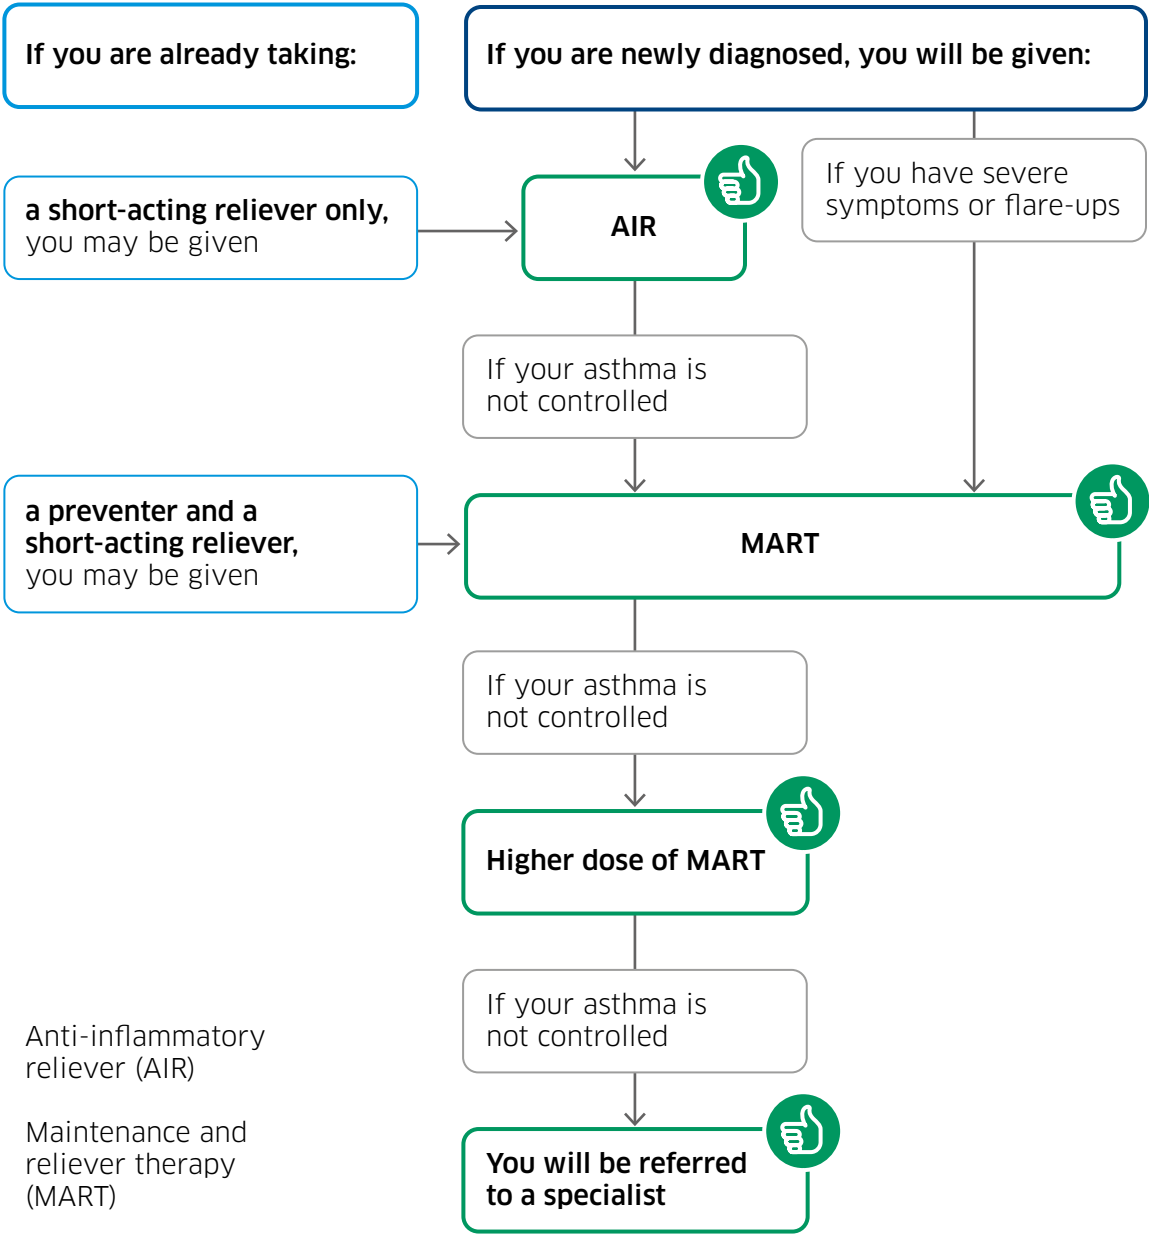 If you are already taking:
If you are newly diagnosed, you will be given:
a short-acting reliever only,
you may be given
AIR
If you have severe
symptoms or flare-ups
If your asthma is
not controlled
a preventer and a
short-acting reliever,
you may be given
MART
If your asthma is
not controlled
Higher dose of MART
If your asthma is
not controlled
Anti-inflammatory
reliever (AIR)
Maintenance and
reliever therapy
(MART)
You will be referred
to a specialist